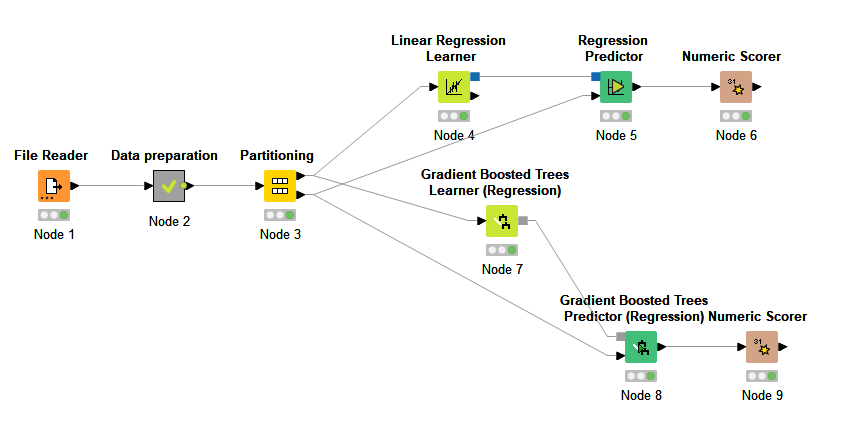 Linear Regression
Learner
Node 4
Regression
Predictor
Node 5
Numeric Scorer
31
Node 6
File Reader
Node 1
Data preparation
Node 2
Partitioning
Node 3
Gradient Boosted Trees
Learner (Regression)
Node 7
Gradient Boosted Trees
Predictor (Regression)
Node 8
Numeric Scorer
31
Node 9